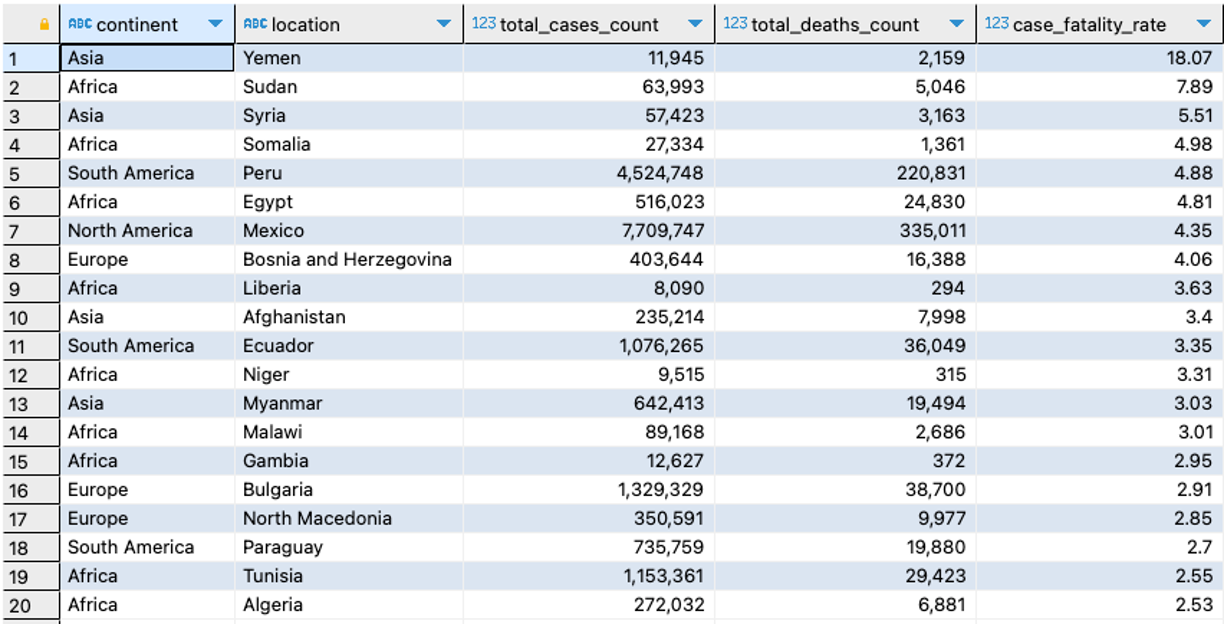 ABC continent ABC location 123 total_cases_count 123 total_deaths_count 123 case_fatality_rate
1 Asia Yemen 11,945 2,159 18.07
2 Africa Sudan 63,993 5,046 7.89
3 Asia Syria 57,423 3,163 5.51
4 Africa Somalia 27,334 1,361 4.98
5 South America Peru 4,524,748 220,831 4.88
6 Africa Egypt 516,023 24,830 4.81
7 North America Mexico 7,709,747 335,011 4.35
8 Europe Bosnia and Herzegovina 403,644 16,388 4.06
9 Africa Liberia 8,090 294 3.63
10 Asia Afghanistan 235,214 7,998 3.4
11 South America Ecuador 1,076,265 36,049 3.35
12 Africa Niger 9,515 315 3.31
13 Asia Myanmar 642,413 19,494 3.03
14 Africa Malawi 89,168 2,686 3.01
15 Africa Gambia 12,627 372 2.95
16 Europe Bulgaria 1,329,329 38,700 2.91
17 Europe North Macedonia 350,591 9,977 2.85
18 South America Paraguay 735,759 19,880 2.7
19 Africa Tunisia 1,153,361 29,423 2.55
20 Africa Algeria 272,032 6,881 2.53